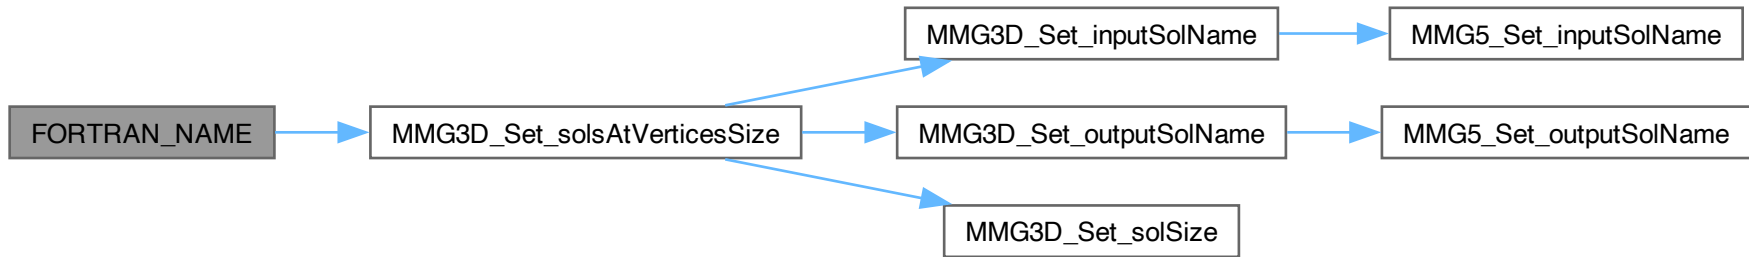 MMG3D_Set_inputSolName
MMG5_Set_inputSolName
FORTRAN_NAME
MMG3D_Set_solsAtVerticesSize
MMG3D_Set_outputSolName
MMG5_Set_outputSolName
MMG3D_Set_solSize